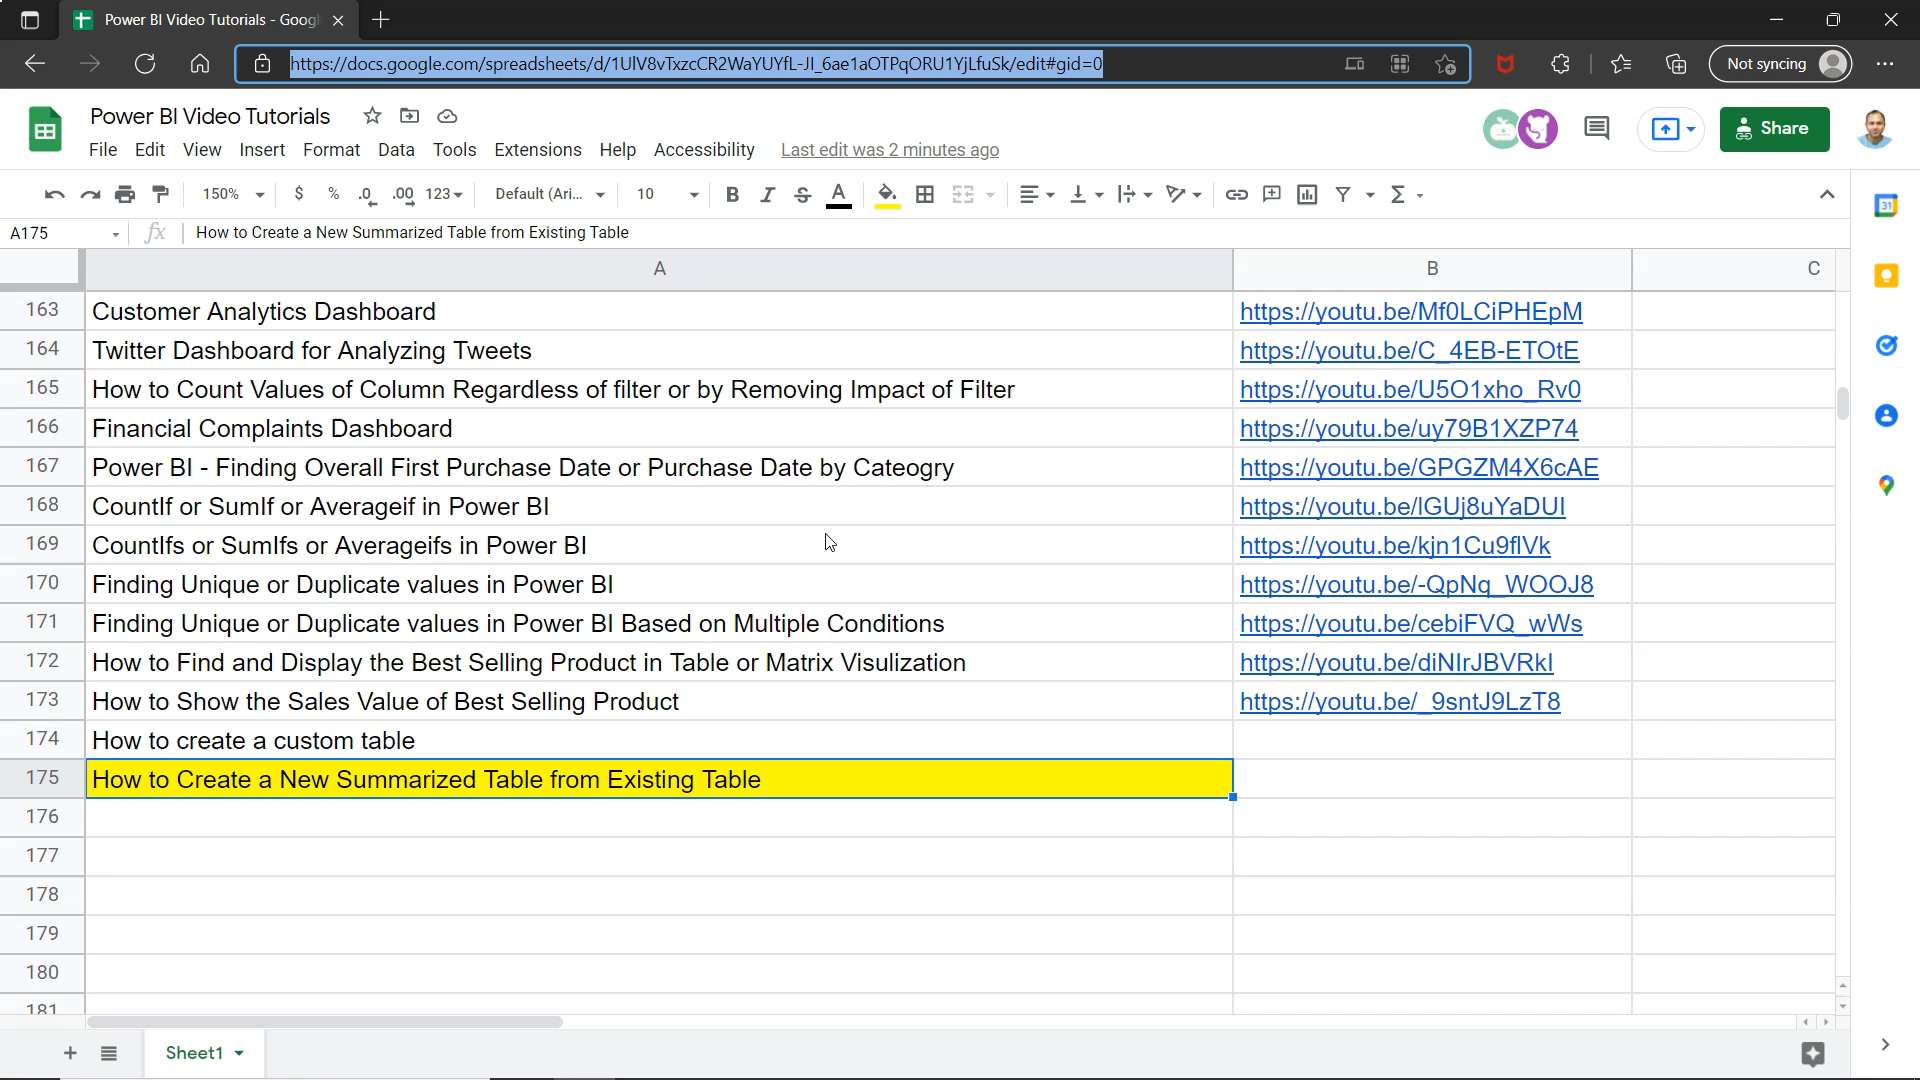 Power BI Video Tutorials - Googl
https://docs.google.com/spreadsheets/d/1UlV8vTxzcCR2WaYUYfL-JI_6ae1aOTPqORU1YjLfuSk/edit#gid=0
Not syncing
Power BI Video Tutorials
Share
File Edit View Insert Format Data Tools Extensions Help Accessibility Last edit was 2 minutes ago
150% $ % .0 .00 123 Default (Ari... 10 B I S A Σ
31
A175 fx How to Create a New Summarized Table from Existing Table
A B C
163 Customer Analytics Dashboard https://youtu.be/Mf0LCiPHEpM
164 Twitter Dashboard for Analyzing Tweets https://youtu.be/C_4EB-ETOtE
165 How to Count Values of Column Regardless of filter or by Removing Impact of Filter https://youtu.be/U5O1xho_Rv0
166 Financial Complaints Dashboard https://youtu.be/uy79B1XZP74
167 Power BI - Finding Overall First Purchase Date or Purchase Date by Cateogry https://youtu.be/GPGZM4X6cAE
168 CountIf or SumIf or Averageif in Power BI https://youtu.be/IGUj8uYaDUI
169 CountIfs or SumIfs or Averageifs in Power BI https://youtu.be/kjn1Cu9flVk
170 Finding Unique or Duplicate values in Power BI https://youtu.be/-QpNq_WOOJ8
171 Finding Unique or Duplicate values in Power BI Based on Multiple Conditions https://youtu.be/cebiFVQ_wWs
172 How to Find and Display the Best Selling Product in Table or Matrix Visulization https://youtu.be/diNIrJBVRkI
173 How to Show the Sales Value of Best Selling Product https://youtu.be/_9sntJ9LzT8
174 How to create a custom table
175 How to Create a New Summarized Table from Existing Table
176
177
178
179
180
181
Sheet1